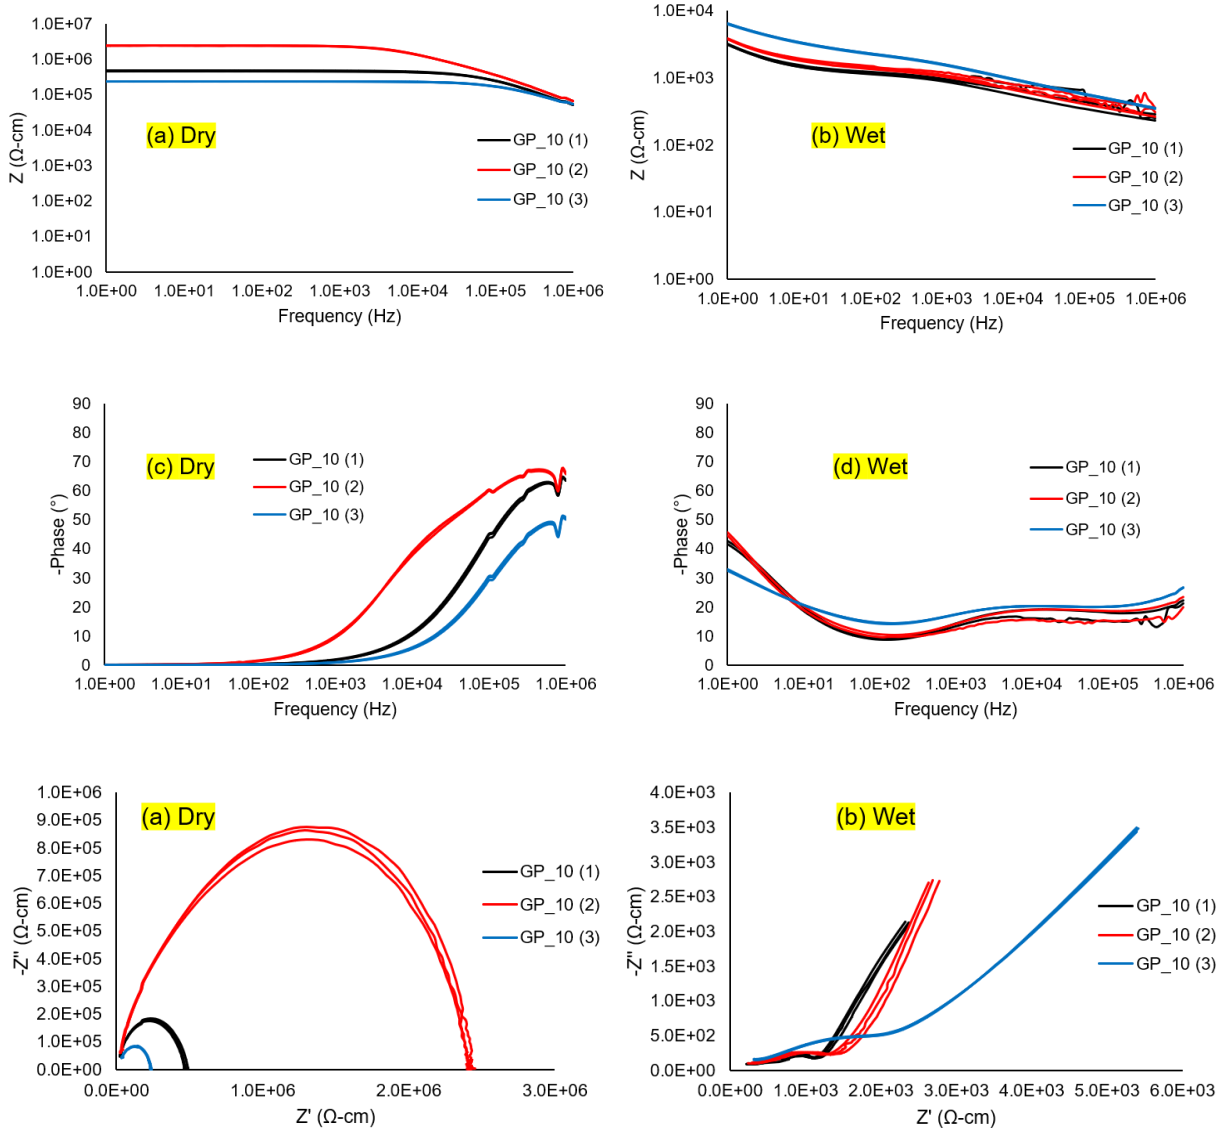 1.0E+07
1.0E+06
1.0E+05
1.0E+04
1.0E+03
1.0E+02
1.0E+01
1.0E+00
Z (Ω-cm)
(a) Dry
GP_10 (1)
GP_10 (2)
GP_10 (3)
1.0E+00 1.0E+01 1.0E+02 1.0E+03 1.0E+04 1.0E+05 1.0E+06
Frequency (Hz)
1.0E+04
1.0E+03
1.0E+02
1.0E+01
1.0E+00
Z (Ω-cm)
(b) Wet
GP_10 (1)
GP_10 (2)
GP_10 (3)
1.0E+00 1.0E+01 1.0E+02 1.0E+03 1.0E+04 1.0E+05 1.0E+06
Frequency (Hz)
90
80
70
60
50
40
30
20
10
0
-Phase (°)
(c) Dry
GP_10 (1)
GP_10 (2)
GP_10 (3)
1.0E+00 1.0E+01 1.0E+02 1.0E+03 1.0E+04 1.0E+05 1.0E+06
Frequency (Hz)
90
80
70
60
50
40
30
20
10
0
-Phase (°)
(d) Wet
GP_10 (1)
GP_10 (2)
GP_10 (3)
1.0E+00 1.0E+01 1.0E+02 1.0E+03 1.0E+04 1.0E+05 1.0E+06
Frequency (Hz)
1.0E+06
9.0E+05
8.0E+05
7.0E+05
6.0E+05
5.0E+05
4.0E+05
3.0E+05
2.0E+05
1.0E+05
0.0E+00
-Z" (Ω-cm)
(a) Dry
GP_10 (1)
GP_10 (2)
GP_10 (3)
0.0E+00 1.0E+06 2.0E+06 3.0E+06
Z' (Ω-cm)
4.0E+03
3.5E+03
3.0E+03
2.5E+03
2.0E+03
1.5E+03
1.0E+03
5.0E+02
0.0E+00
-Z" (Ω-cm)
(b) Wet
GP_10 (1)
GP_10 (2)
GP_10 (3)
0.0E+00 1.0E+03 2.0E+03 3.0E+03 4.0E+03 5.0E+03 6.0E+03
Z' (Ω-cm)